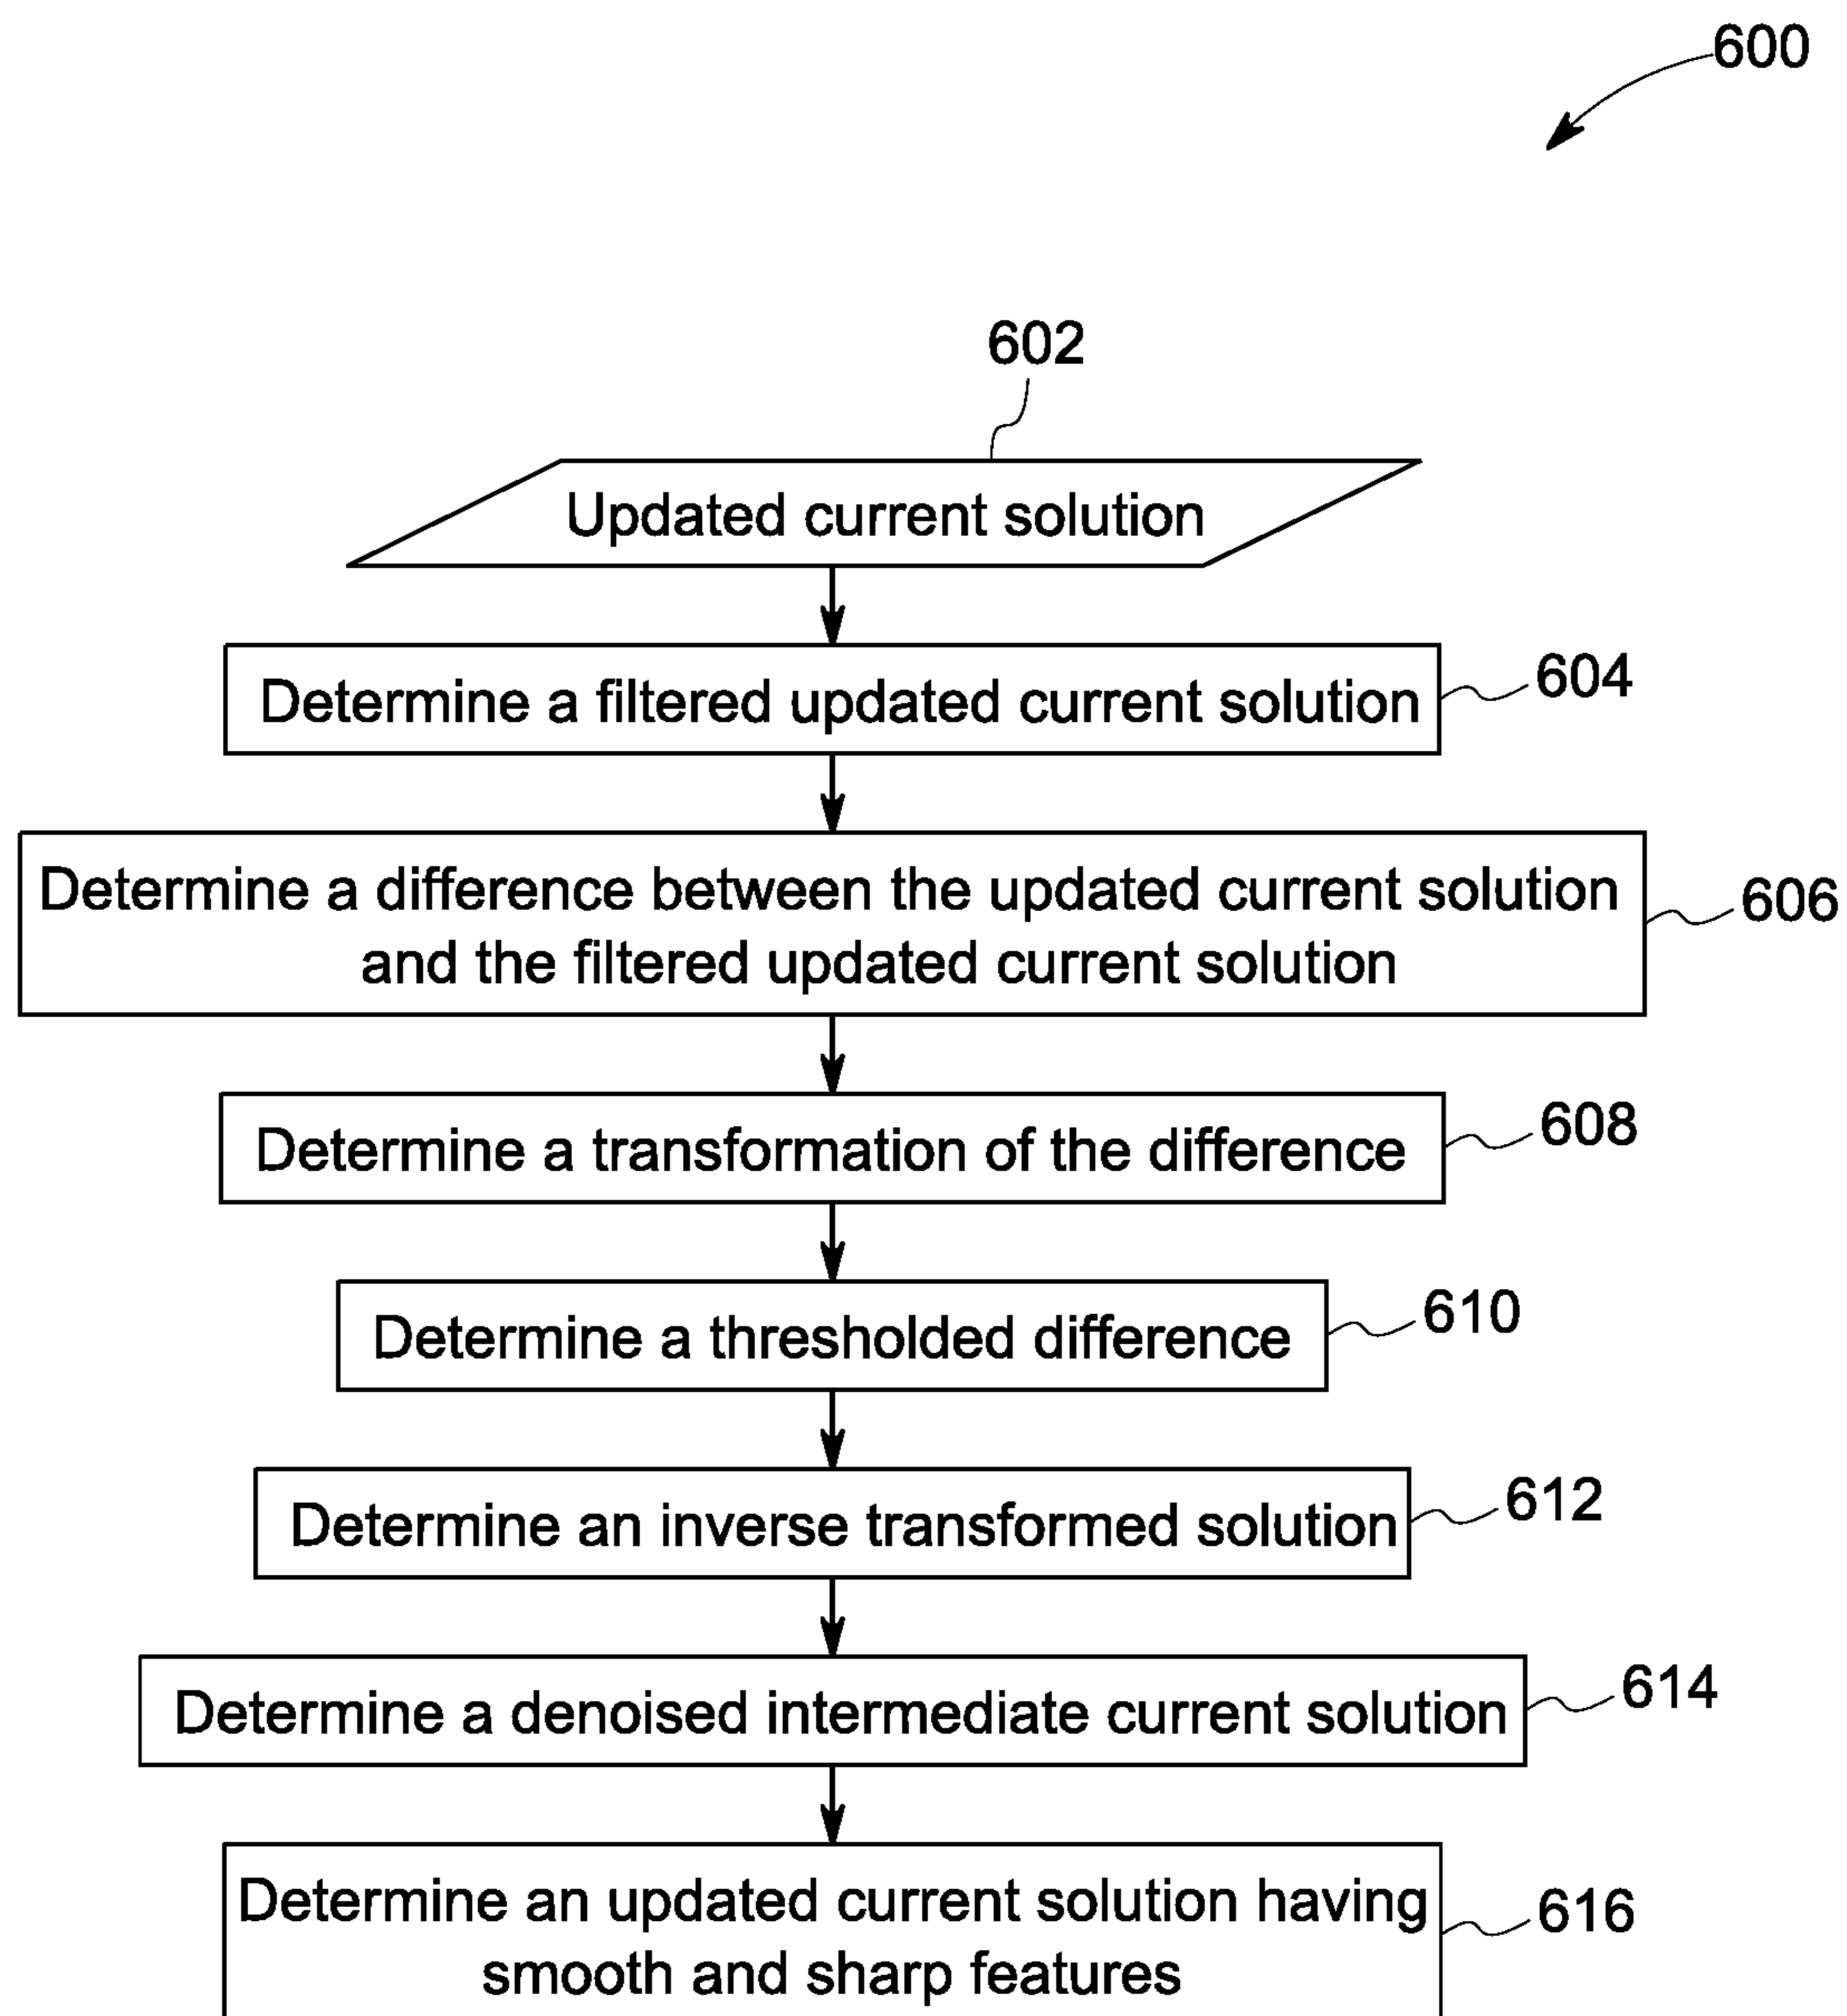 600
602
Updated current solution
Determine a filtered updated current solution
604
Determine a difference between the updated current solution
and the filtered updated current solution
606
Determine a transformation of the difference
608
Determine a thresholded difference
610
Determine an inverse transformed solution
612
Determine a denoised intermediate current solution
614
Determine an updated current solution having
smooth and sharp features
616